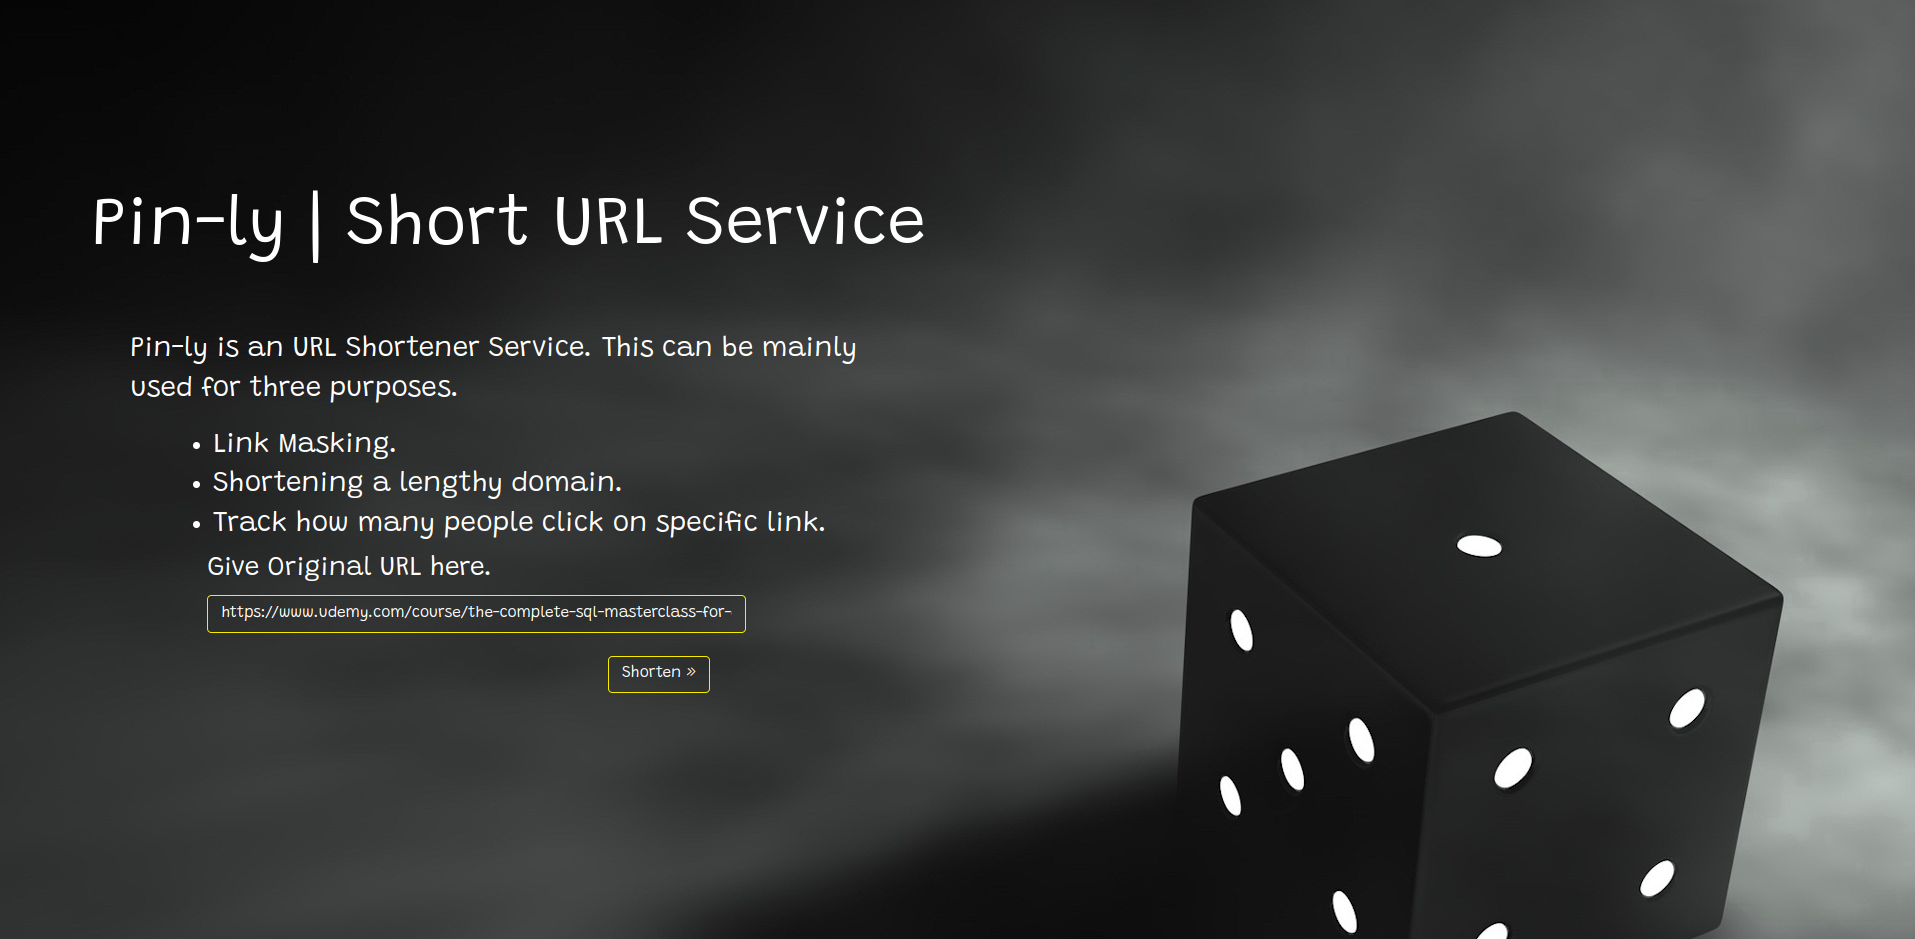 Pin-ly | Short URL Service
Pin-ly is an URL Shortener Service. This can be mainly
used for three purposes.
• Link Masking.
• Shortening a lengthy domain.
• Track how many people click on specific link.
Give Original URL here.
https://www.udemy.com/course/the-complete-sql-masterclass-for-
Shorten »